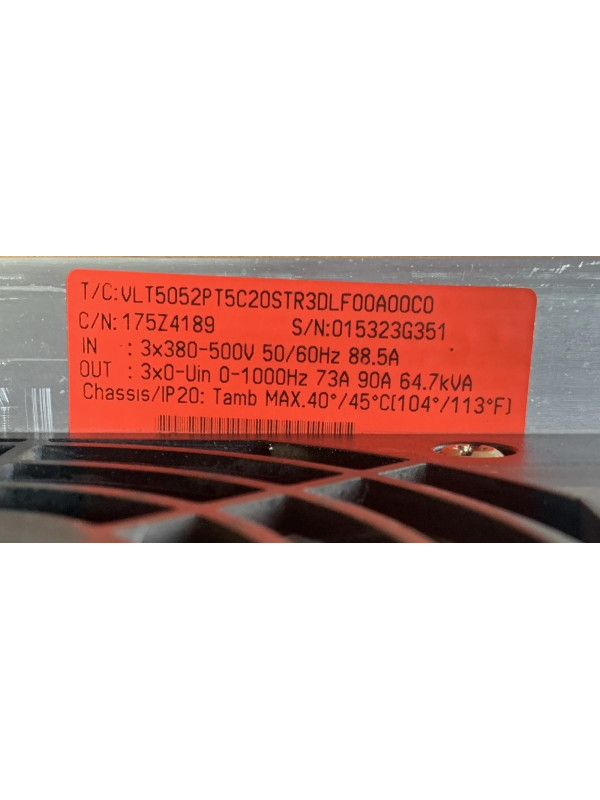 T/C:VLT5052PT5C20STR3DLF00A00C0
C/N:175Z4189 S/N:015323G351
IN : 3x380-500V 50/60Hz 88.5A
OUT : 3x0-Uin 0-1000Hz 73A 90A 64.7kVA
Chassis/IP20: Tamb MAX.40°/45°C(104°/113°F)